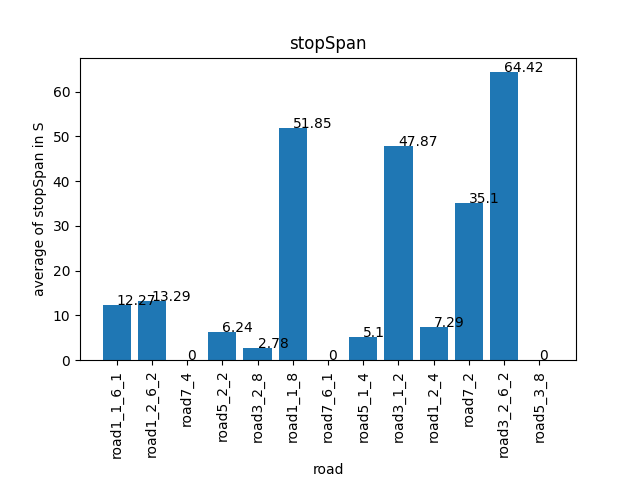 stopSpan
average of stopSpan in S
60
50
40
30
20
10
0
12.27
13.29
0
6.24
2.78
51.85
0
5.1
47.87
7.29
35.1
64.42
0
road1_1_6_1
road1_2_6_2
road7_4
road5_2_2
road3_2_8
road1_1_8
road7_6_1
road5_1_4
road3_1_2
road1_2_4
road7_2
road3_2_6_2
road5_3_8
road